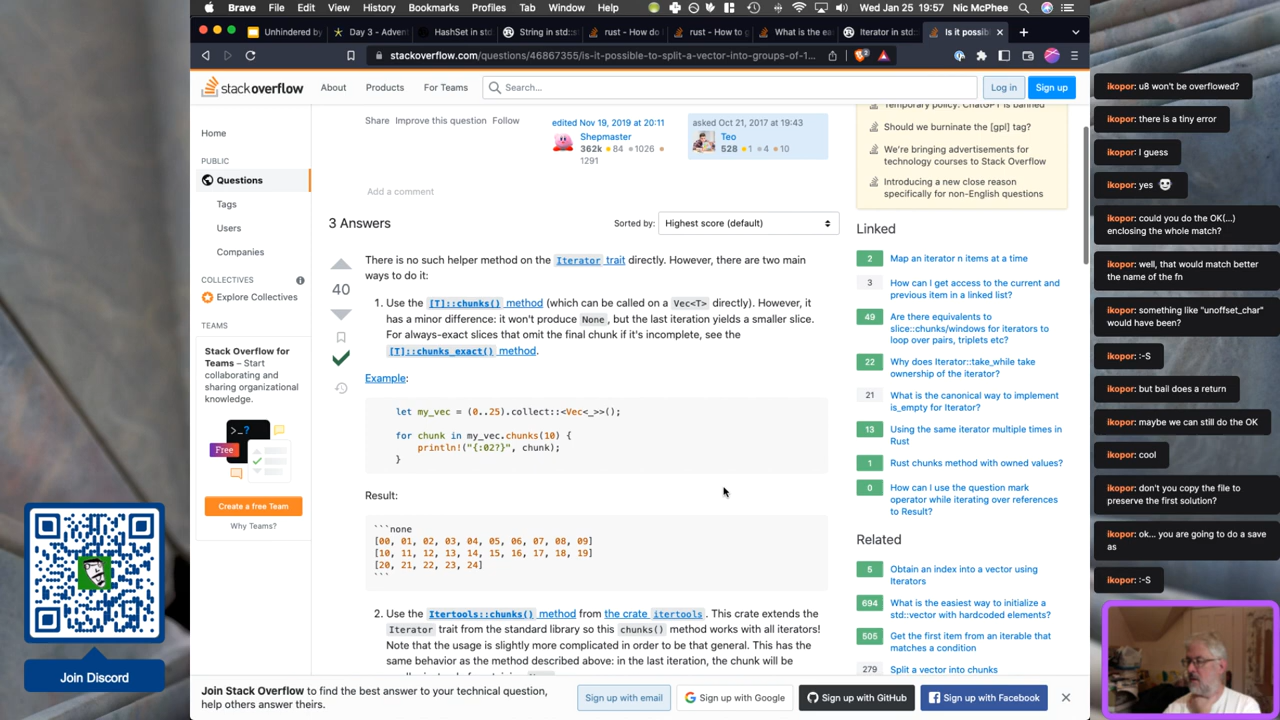 Brave File Edit View History Bookmarks Profiles Tab Window Help
Wed Jan 25 19:57 Nic McPhee
Unhindered by
Day 3 - Adven
HashSet in std
String in std::s
rust - How do I
rust - How to g
What is the ea
Iterator in std:
Is it possib
stackoverflow.com/questions/46867355/is-it-possible-to-split-a-vector-into-groups-of-1...
stackoverflow
About
Products
For Teams
Search...
Log in
Sign up
Home
PUBLIC
Questions
Tags
Users
Companies
COLLECTIVES
Explore Collectives
TEAMS
Stack Overflow for
Teams – Start
collaborating and
sharing organizational
knowledge.
Free
Create a free Team
Why Teams?
Share Improve this question Follow
edited Nov 19, 2019 at 20:11
Shepmaster
362k 84 1026
1291
asked Oct 21, 2017 at 19:43
Teo
528 1 4 10
Add a comment
3 Answers
Sorted by:
Highest score (default)
40
There is no such helper method on the Iterator trait directly. However, there are two main
ways to do it:
1. Use the [T]::chunks() method (which can be called on a Vec<T> directly). However, it
has a minor difference: it won't produce None, but the last iteration yields a smaller slice.
For always-exact slices that omit the final chunk if it's incomplete, see the
[T]::chunks_exact() method.
Example:
let my_vec = (0..25).collect::<Vec<_>>();
for chunk in my_vec.chunks(10) {
println!("{:02?}", chunk);
}
Result:
```none
[00, 01, 02, 03, 04, 05, 06, 07, 08, 09]
[10, 11, 12, 13, 14, 15, 16, 17, 18, 19]
[20, 21, 22, 23, 24]
```
2. Use the Itertools::chunks() method from the crate itertools. This crate extends the
Iterator trait from the standard library so this chunks() method works with all iterators!
Note that the usage is slightly more complicated in order to be that general. This has the
same behavior as the method described above: in the last iteration, the chunk will be
Temporary policy: ChatGPT is banned
Should we burninate the [gpl] tag?
We're bringing advertisements for
technology courses to Stack Overflow
Introducing a new close reason
specifically for non-English questions
Linked
2 Map an iterator n items at a time
3 How can I get access to the current and
previous item in a linked list?
49 Are there equivalents to
slice::chunks/windows for iterators to
loop over pairs, triplets etc?
22 Why does Iterator::take_while take
ownership of the iterator?
21 What is the canonical way to implement
is_empty for Iterator?
13 Using the same iterator multiple times in
Rust
1 Rust chunks method with owned values?
0 How can I use the question mark
operator while iterating over references
to Result?
Related
5 Obtain an index into a vector using
Iterators
694 What is the easiest way to initialize a
std::vector with hardcoded elements?
505 Get the first item from an iterable that
matches a condition
279 Split a vector into chunks
Join Stack Overflow to find the best answer to your technical question,
help others answer theirs.
Sign up with email
Sign up with Google
Sign up with GitHub
Sign up with Facebook
Join Discord
ikopor: u8 won't be overflowed?
ikopor: there is a tiny error
ikopor: I guess
ikopor: yes
ikopor: could you do the OK(...)
enclosing the whole match?
ikopor: well, that would match better
the name of the fn
ikopor: something like "unoffset_char"
would have been?
ikopor: :-S
ikopor: but bail does a return
ikopor: maybe we can still do the OK
ikopor: cool
ikopor: don't you copy the file to
preserve the first solution?
ikopor: ok... you are going to do a save
as
ikopor: :-S